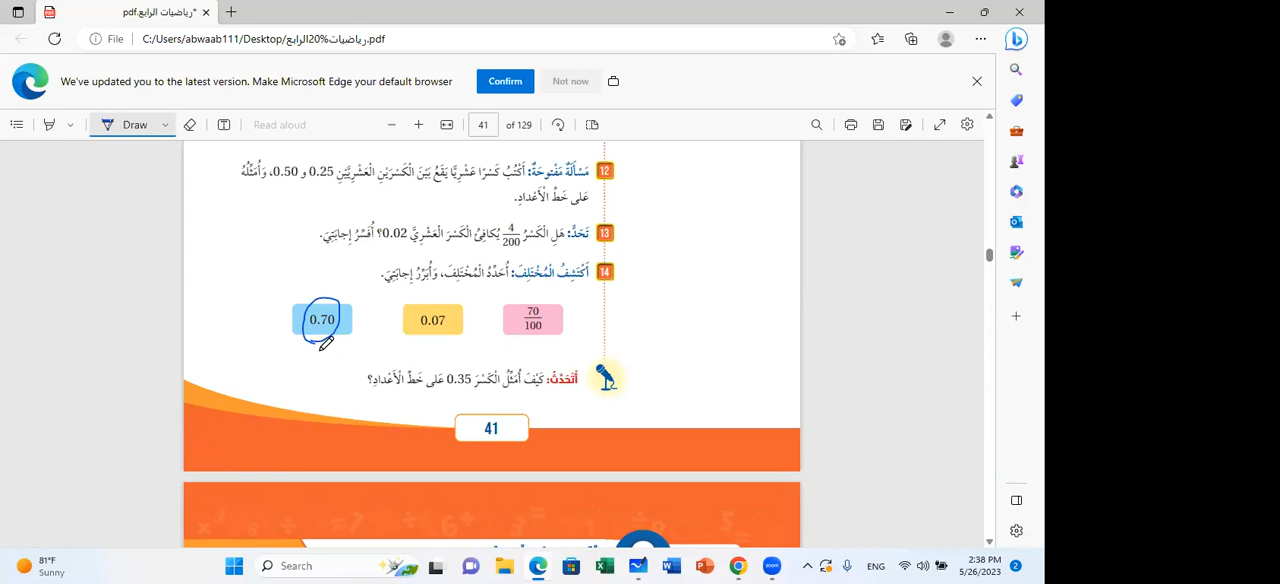 رياضيات الرابع.pdf*
File
C:/Users/abwaab111/Desktop/رياضيات%20الرابع.pdf
We've updated you to the latest version. Make Microsoft Edge your default browser
Confirm
Not now
Draw
Read aloud
41
of 129
12 مَسْأَلَةٌ مَفْتوحَةٌ: أَكْتُبُ كَسْرًا عَشْرِيًّا يَقَعُ بَيْنَ الْكَسْرَيْنِ الْعَشْرِيَّيْنِ 0.25 و 0.50، وَأُمَثِّلُهُ
عَلى خَطِّ الْأَعْدادِ.
13 تَحَدٍّ: هَلِ الْكَسْرُ 4/200 يُكافِئُ الْكَسْرَ الْعَشْرِيَّ 0.02؟ أُفَسِّرُ إِجابَتِيَ.
14 أَكْتَشِفُ الْمُخْتَلِفَ: أُحَدِّدُ الْمُخْتَلِفَ، وَأُبَرِّرُ إِجابَتِيَ.
70/100
0.07
0.70
أَتَحَدَّثُ: كَيْفَ أُمَثِّلُ الْكَسْرَ 0.35 عَلى خَطِّ الْأَعْدادِ؟
41
81°F
Sunny
Search
ENG
2:38 PM
5/26/2023
2